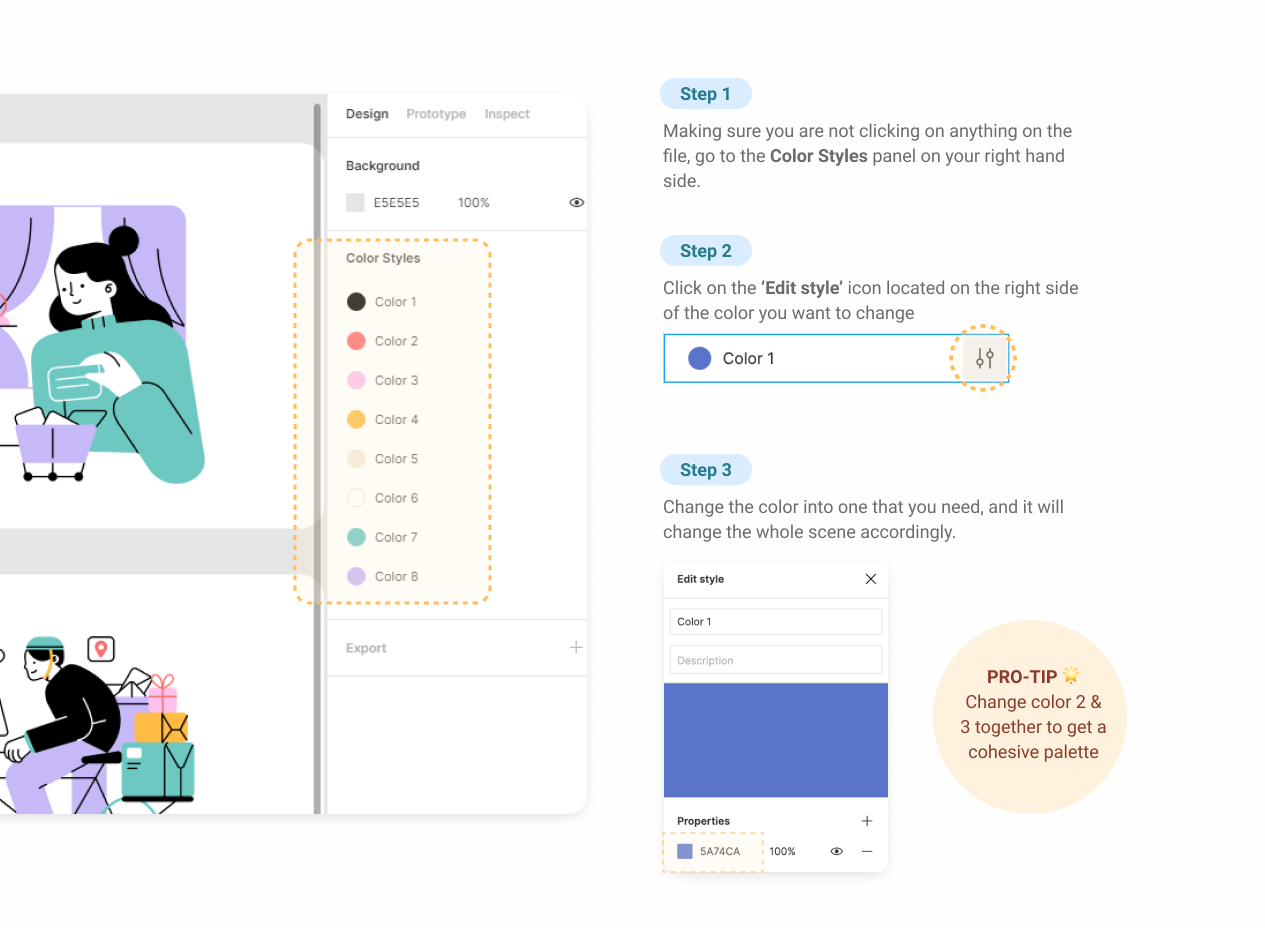 Design Prototype Inspect
Background
E5E5E5 100%
Color Styles
Color 1
Color 2
Color 3
Color 4
Color 5
Color 6
Color 7
Color 8
Export
Step 1
Making sure you are not clicking on anything on the
file, go to the Color Styles panel on your right hand
side.
Step 2
Click on the ‘Edit style’ icon located on the right side
of the color you want to change
Color 1
Step 3
Change the color into one that you need, and it will
change the whole scene accordingly.
Edit style
Color 1
Description
Properties
5A74CA 100%
PRO-TIP 🌟
Change color 2 &
3 together to get a
cohesive palette